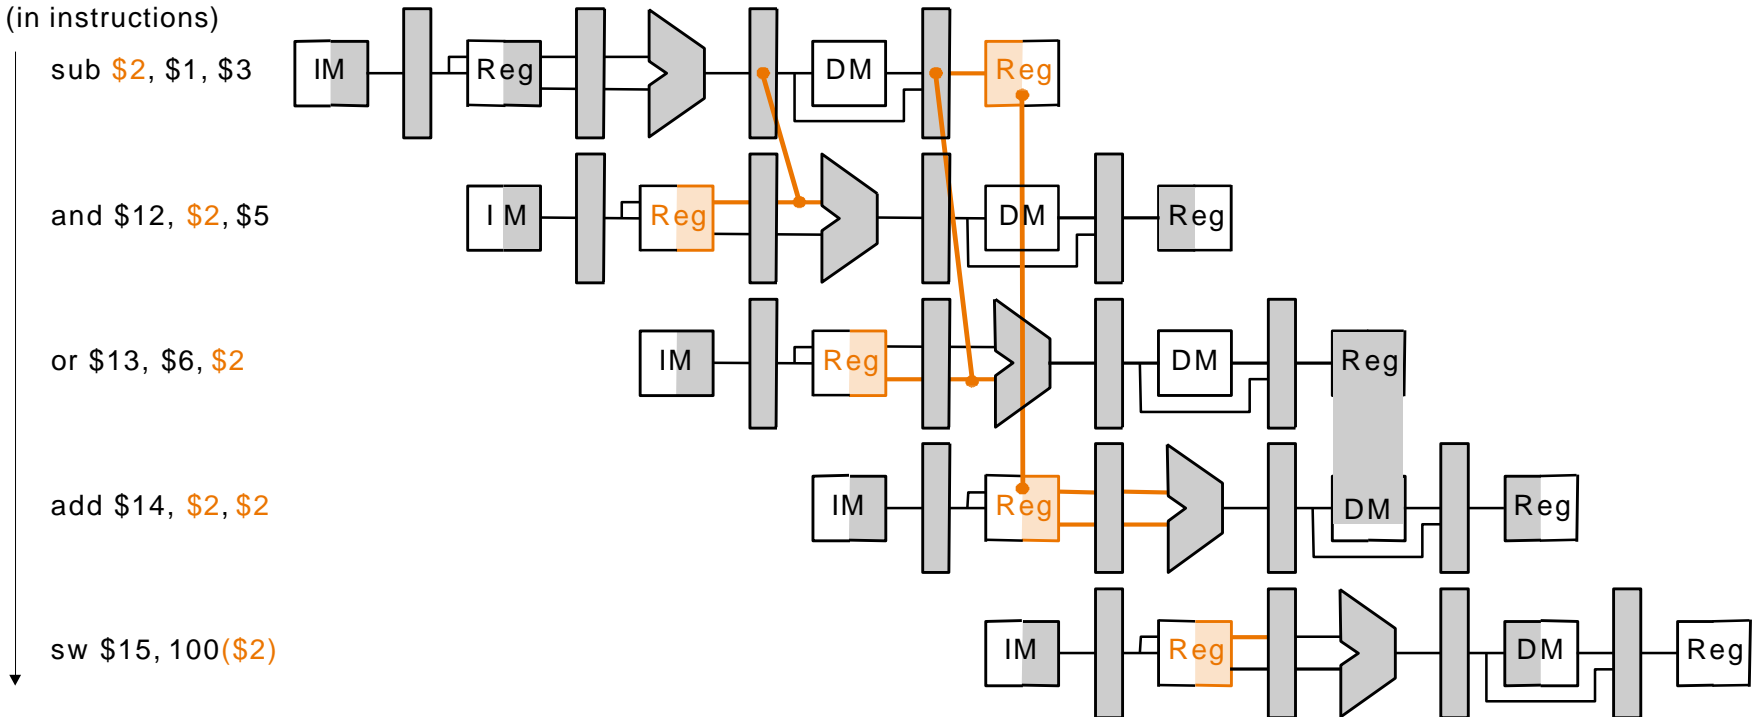 (in instructions)
sub $2, $1, $3
IM Reg DM Reg
and $12, $2, $5
IM Reg DM Reg
or $13, $6, $2
IM Reg DM Reg
add $14, $2, $2
IM Reg DM Reg
sw $15, 100($2)
IM Reg DM Reg